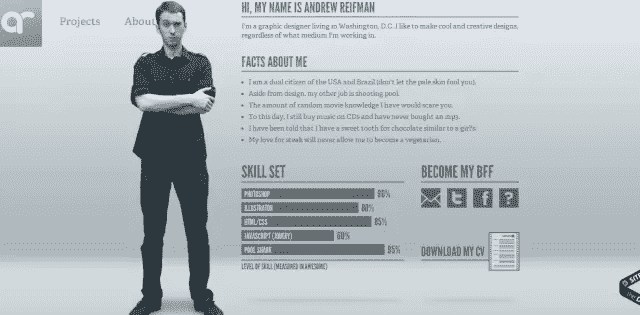 HI, MY NAME IS ANDREW REIFMAN
ar
Projects About
I'm a graphic designer living in Washington, D.C. I like to make cool and creative designs,
regardless of what medium I'm working in.
FACTS ABOUT ME
• I am a dual citizen of the USA and Brazil (don't let the pale skin fool you).
• Aside from design, my other job is shooting pool.
• The amount of random movie knowledge I have would scare you.
• To this day, I still buy music on CDs and have never bought an mp3.
• I have been told that I have a sweet tooth for chocolate similar to a girl's
• My love for steak will never allow me to become a vegetarian.
SKILL SET
BECOME MY BFF
PHOTOSHOP 90%
ILLUSTRATOR 80%
HTML/CSS 85%
JAVASCRIPT (JQUERY) 60%
POOL SHARK 95%
t f ?
DOWNLOAD MY CV
LEVEL OF SKILL (MEASURED IN AWESOME)